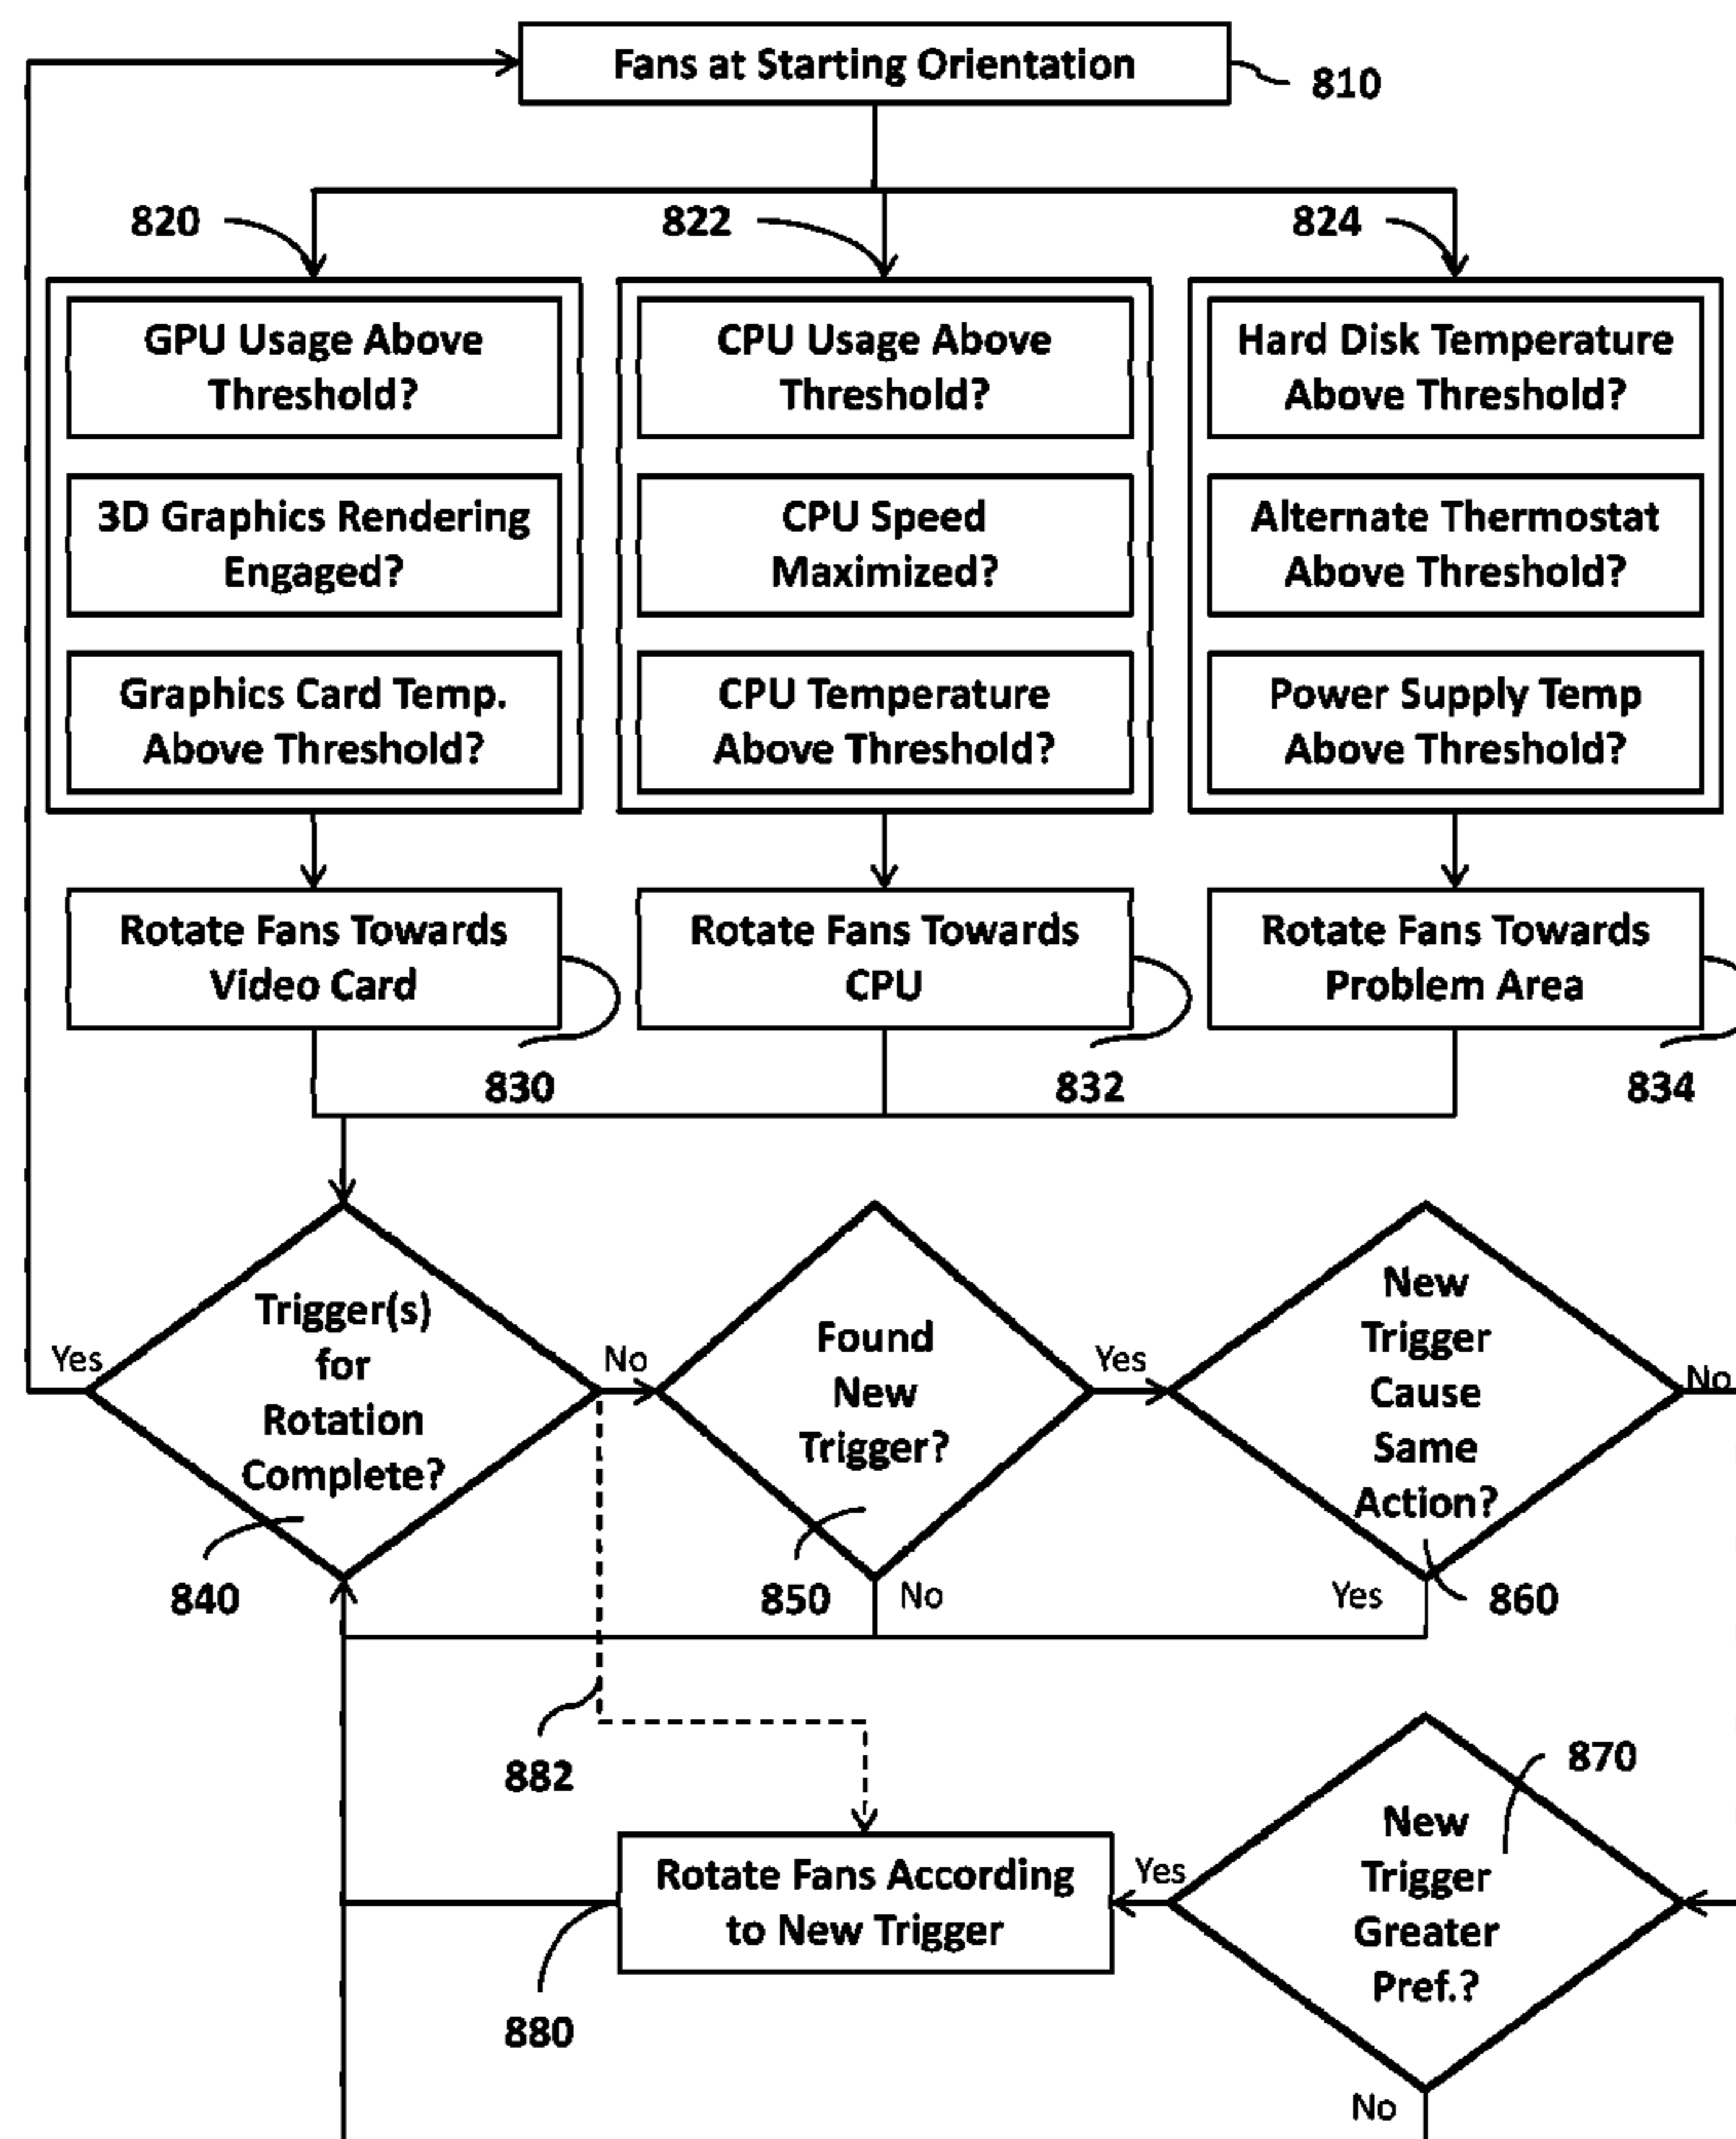 Fans at Starting Orientation
810
820
822
824
GPU Usage Above
Threshold?
3D Graphics Rendering
Engaged?
Graphics Card Temp.
Above Threshold?
CPU Usage Above
Threshold?
CPU Speed
Maximized?
CPU Temperature
Above Threshold?
Hard Disk Temperature
Above Threshold?
Alternate Thermostat
Above Threshold?
Power Supply Temp
Above Threshold?
Rotate Fans Towards
Video Card
830
Rotate Fans Towards
CPU
832
Rotate Fans Towards
Problem Area
834
Yes
Trigger(s)
for
Rotation
Complete?
840
No
Found
New
Trigger?
850
No
Yes
New
Trigger
Cause
Same
Action?
Yes
860
No
882
870
New
Trigger
Greater
Pref.?
Yes
Rotate Fans According
to New Trigger
880
No